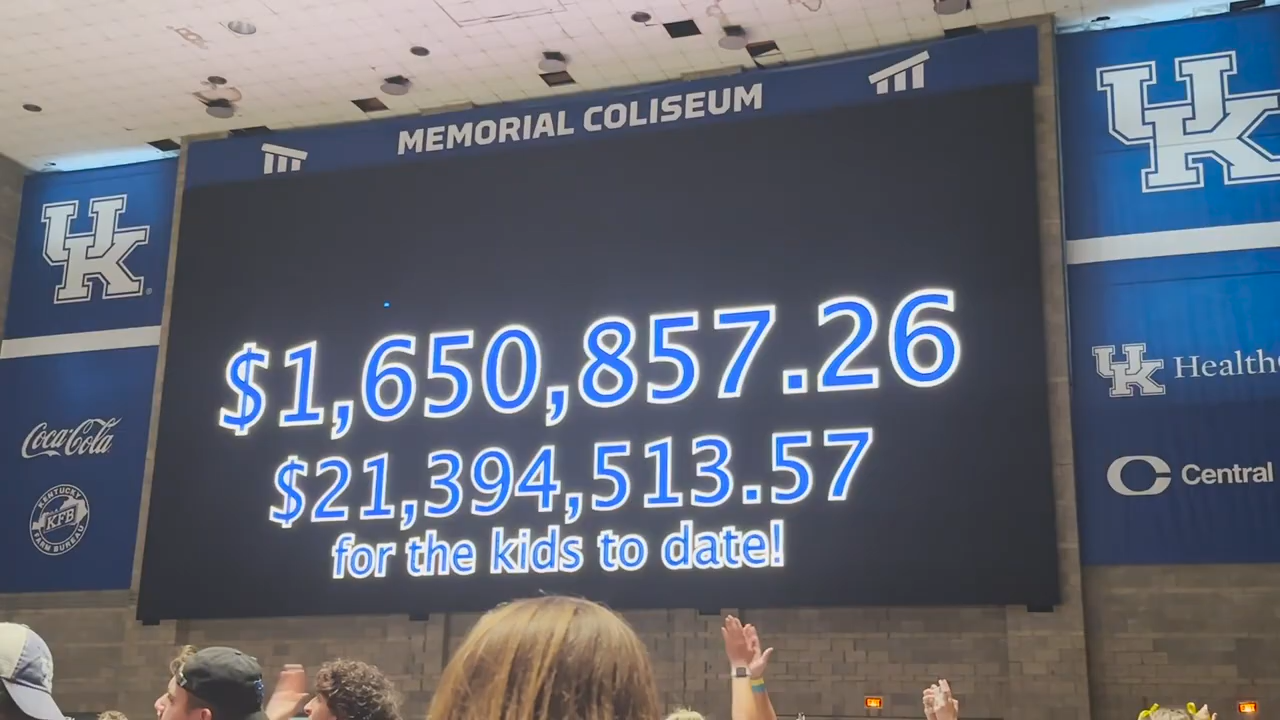 MEMORIAL COLISEUM
UK
UK
$1,650,857.26
$21,394,513.57
for the kids to date!
Coca-Cola
KENTUCKY
KFB
FARM BUREAU
UK Health
Central